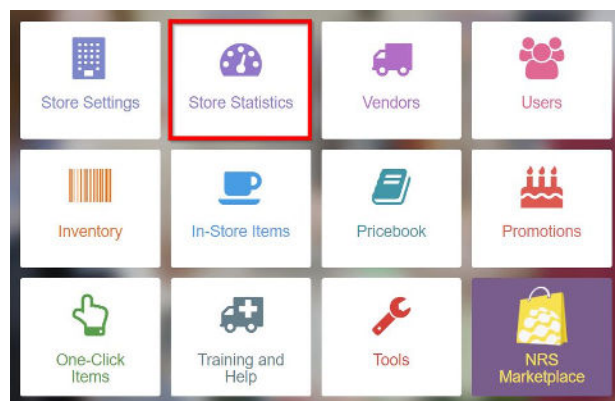 Store Settings
Store Statistics
Vendors
Users
Inventory
In-Store Items
Pricebook
Promotions
One-Click
Items
Training and
Help
Tools
NRS
Marketplace